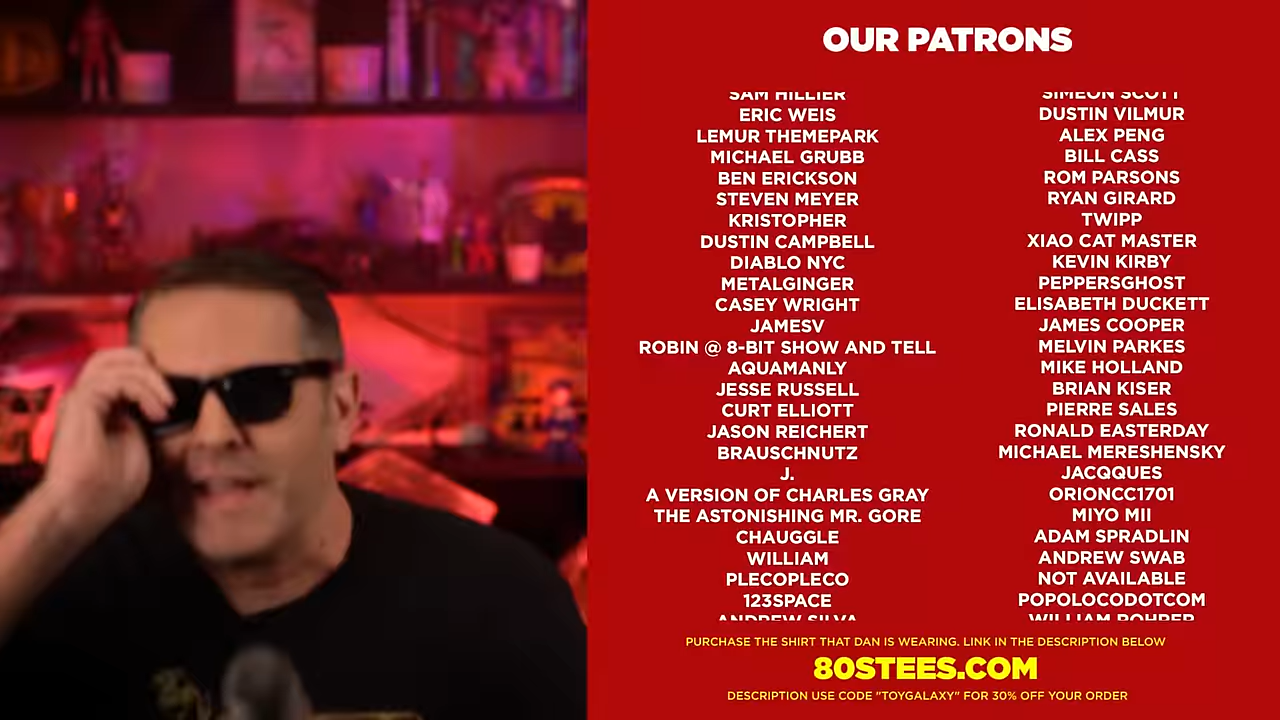 OUR PATRONS
SAM HILLIER
ERIC WEIS
LEMUR THEMEPARK
MICHAEL GRUBB
BEN ERICKSON
STEVEN MEYER
KRISTOPHER
DUSTIN CAMPBELL
DIABLO NYC
METALGINGER
CASEY WRIGHT
JAMESV
ROBIN @ 8-BIT SHOW AND TELL
AQUAMANLY
JESSE RUSSELL
CURT ELLIOTT
JASON REICHERT
BRAUSCHNUTZ
J.
A VERSION OF CHARLES GRAY
THE ASTONISHING MR. GORE
CHAUGGLE
WILLIAM
PLECOPLECO
123SPACE
ANDREW SILVA
SIMEON SCOTT
DUSTIN VILMUR
ALEX PENG
BILL CASS
ROM PARSONS
RYAN GIRARD
TWIPP
XIAO CAT MASTER
KEVIN KIRBY
PEPPERSGHOST
ELISABETH DUCKETT
JAMES COOPER
MELVIN PARKES
MIKE HOLLAND
BRIAN KISER
PIERRE SALES
RONALD EASTERDAY
MICHAEL MERESHENSKY
JACQQUES
ORIONCC1701
MIYO MII
ADAM SPRADLIN
ANDREW SWAB
NOT AVAILABLE
POPOLOCODOTCOM
WILLIAM ROHRER
PURCHASE THE SHIRT THAT DAN IS WEARING. LINK IN THE DESCRIPTION BELOW
80STEES.COM
DESCRIPTION USE CODE "TOYGALAXY" FOR 30% OFF YOUR ORDER